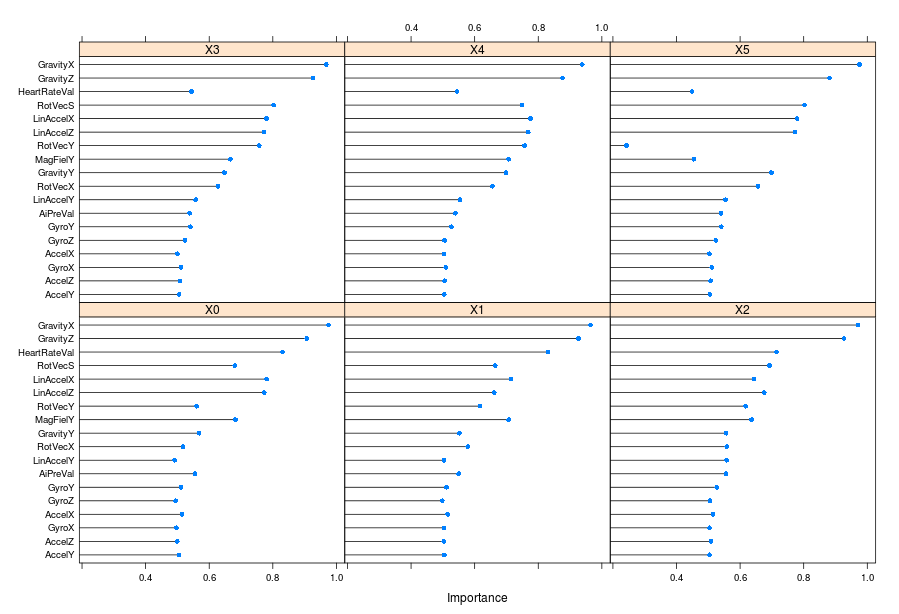 0.4 0.6 0.8 1.0
X3 X4 X5
GravityX
GravityZ
HeartRateVal
RotVecS
LinAccelX
LinAccelZ
RotVecY
MagFielY
GravityY
RotVecX
LinAccelY
AiPreVal
GyroY
GyroZ
AccelX
GyroX
AccelZ
AccelY
X0 X1 X2
GravityX
GravityZ
HeartRateVal
RotVecS
LinAccelX
LinAccelZ
RotVecY
MagFielY
GravityY
RotVecX
LinAccelY
AiPreVal
GyroY
GyroZ
AccelX
GyroX
AccelZ
AccelY
0.4 0.6 0.8 1.0 0.4 0.6 0.8 1.0
Importance